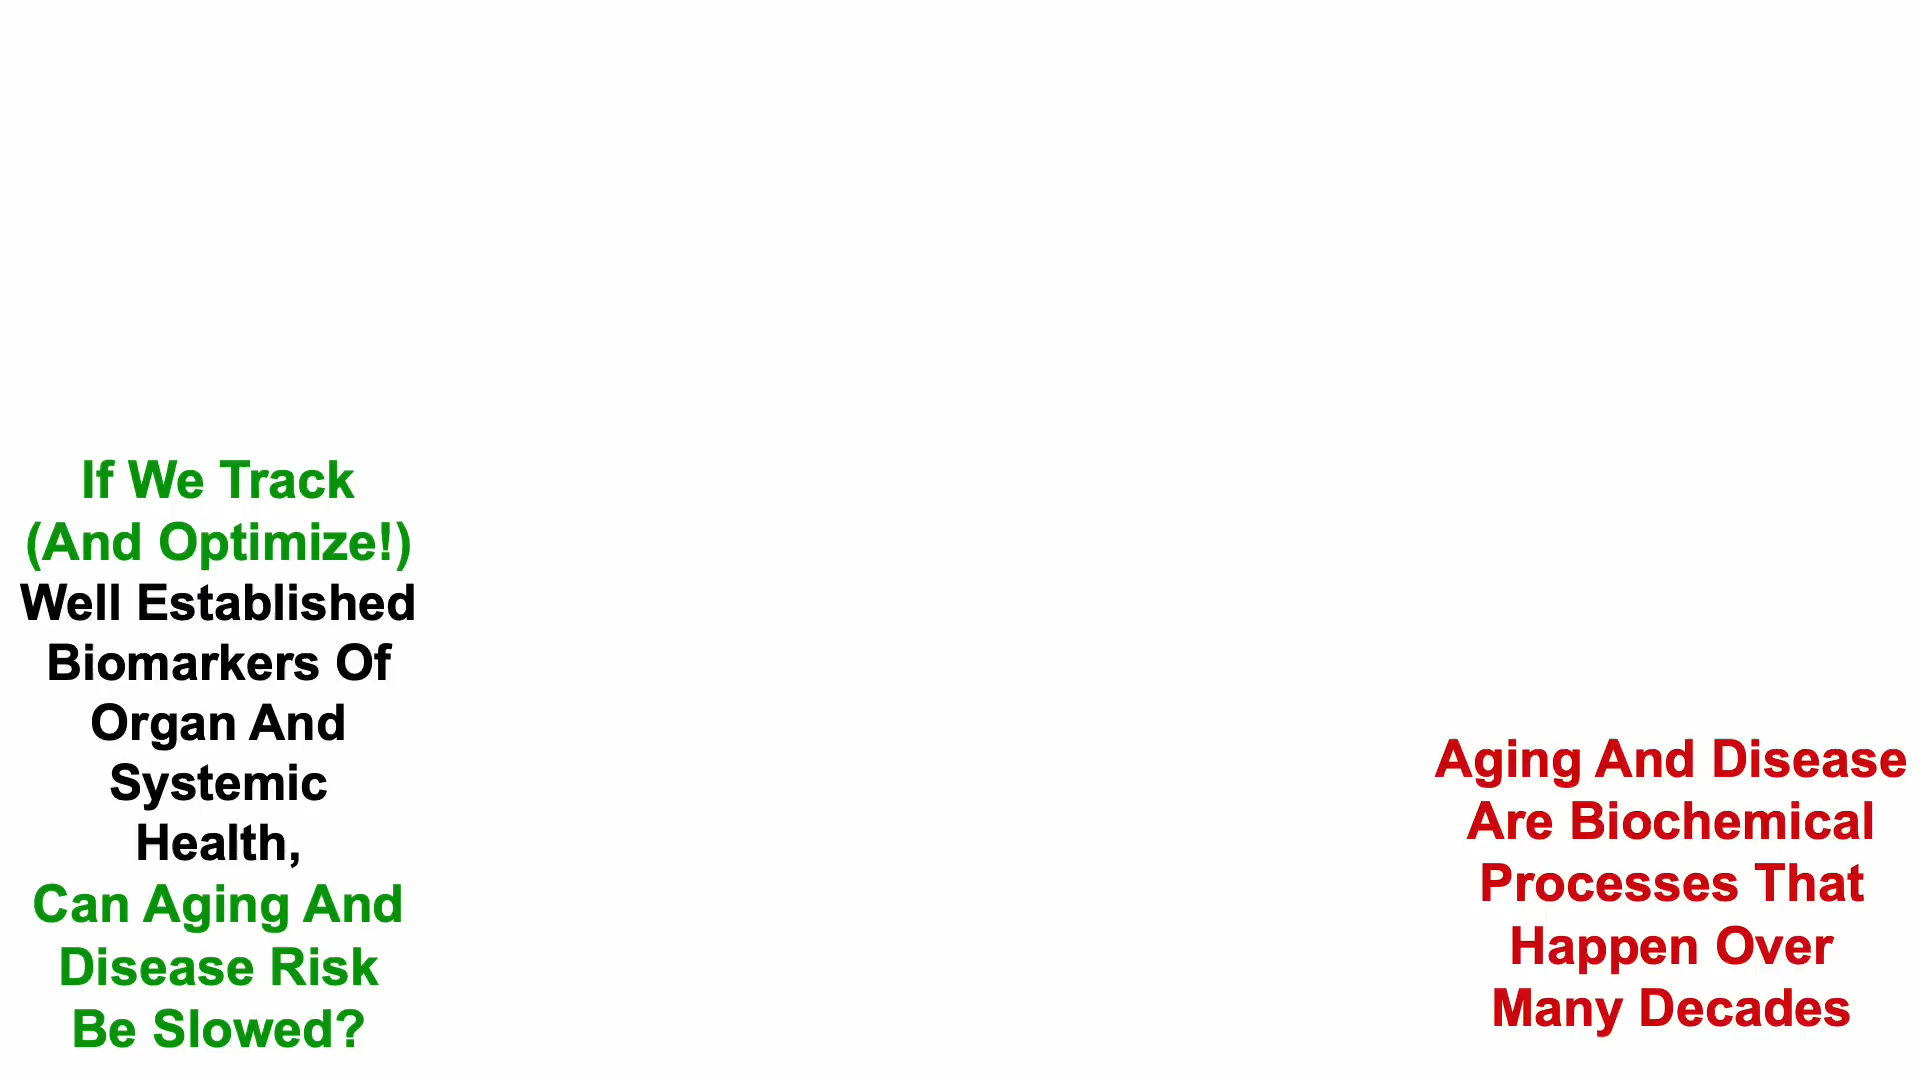 If We Track
(And Optimize!)
Well Established
Biomarkers Of
Organ And
Systemic
Health,
Can Aging And
Disease Risk
Be Slowed?
Aging And Disease
Are Biochemical
Processes That
Happen Over
Many Decades